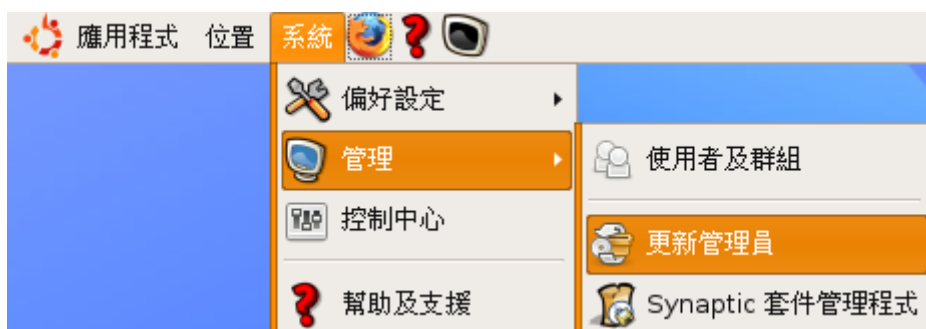 應用程式 位置 系統
偏好設定
管理
控制中心
幫助及支援
使用者及群組
更新管理員
Synaptic 套件管理程式